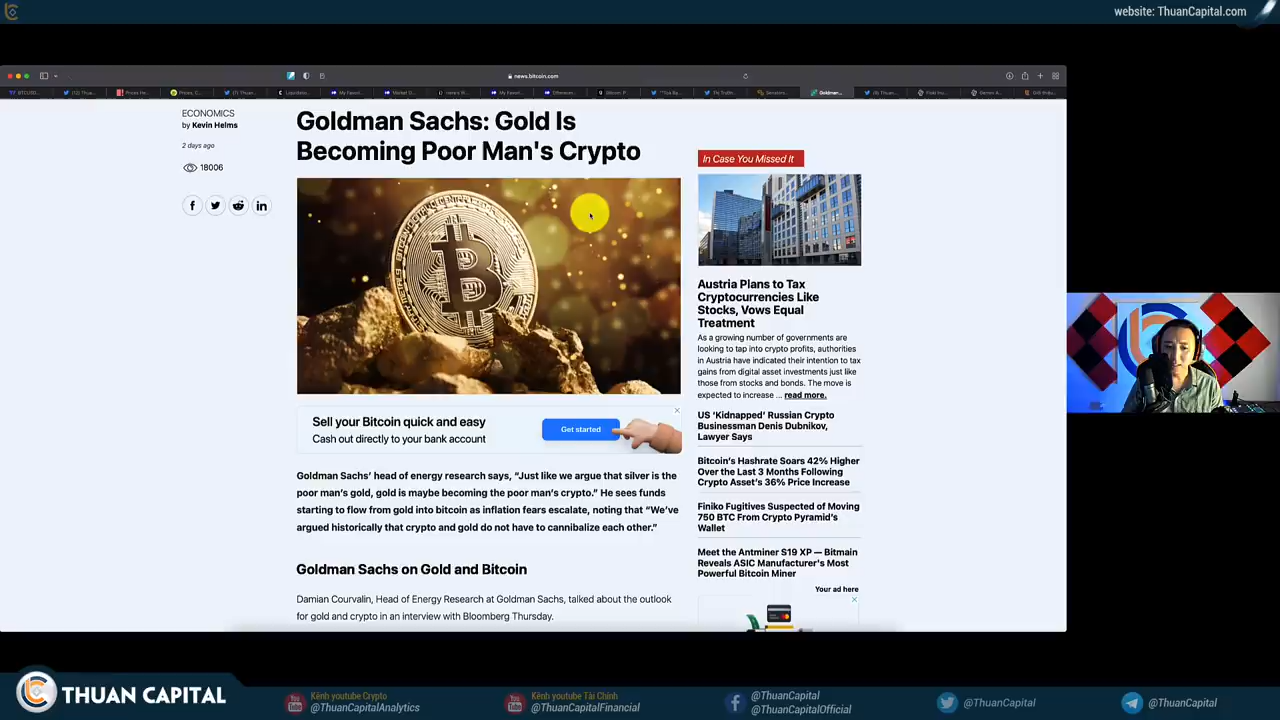 website: ThuanCapital.com
news.bitcoin.com
ECONOMICS
by Kevin Helms
2 days ago
18006
Goldman Sachs: Gold Is
Becoming Poor Man's Crypto
Sell your Bitcoin quick and easy
Cash out directly to your bank account
Get started
Goldman Sachs' head of energy research says, "Just like we argue that silver is the
poor man's gold, gold is maybe becoming the poor man's crypto." He sees funds
starting to flow from gold into bitcoin as inflation fears escalate, noting that "We've
argued historically that crypto and gold do not have to cannibalize each other."
Goldman Sachs on Gold and Bitcoin
Damian Courvalin, Head of Energy Research at Goldman Sachs, talked about the outlook
for gold and crypto in an interview with Bloomberg Thursday.
In Case You Missed It
Austria Plans to Tax
Cryptocurrencies Like
Stocks, Vows Equal
Treatment
As a growing number of governments are
looking to tap into crypto profits, authorities
in Austria have indicated their intention to tax
gains from digital asset investments just like
those from stocks and bonds. The move is
expected to increase ... read more.
US 'Kidnapped' Russian Crypto
Businessman Denis Dubnikov,
Lawyer Says
Bitcoin's Hashrate Soars 42% Higher
Over the Last 3 Months Following
Crypto Asset's 36% Price Increase
Finiko Fugitives Suspected of Moving
750 BTC From Crypto Pyramid's
Wallet
Meet the Antminer S19 XP — Bitmain
Reveals ASIC Manufacturer's Most
Powerful Bitcoin Miner
Your ad here
THUAN CAPITAL
Kênh youtube Crypto
@ThuanCapitalAnalytics
Kênh youtube Tài Chính
@ThuanCapitalFinancial
@ThuanCapital
@ThuanCapitalOfficial
@ThuanCapital
@ThuanCapital